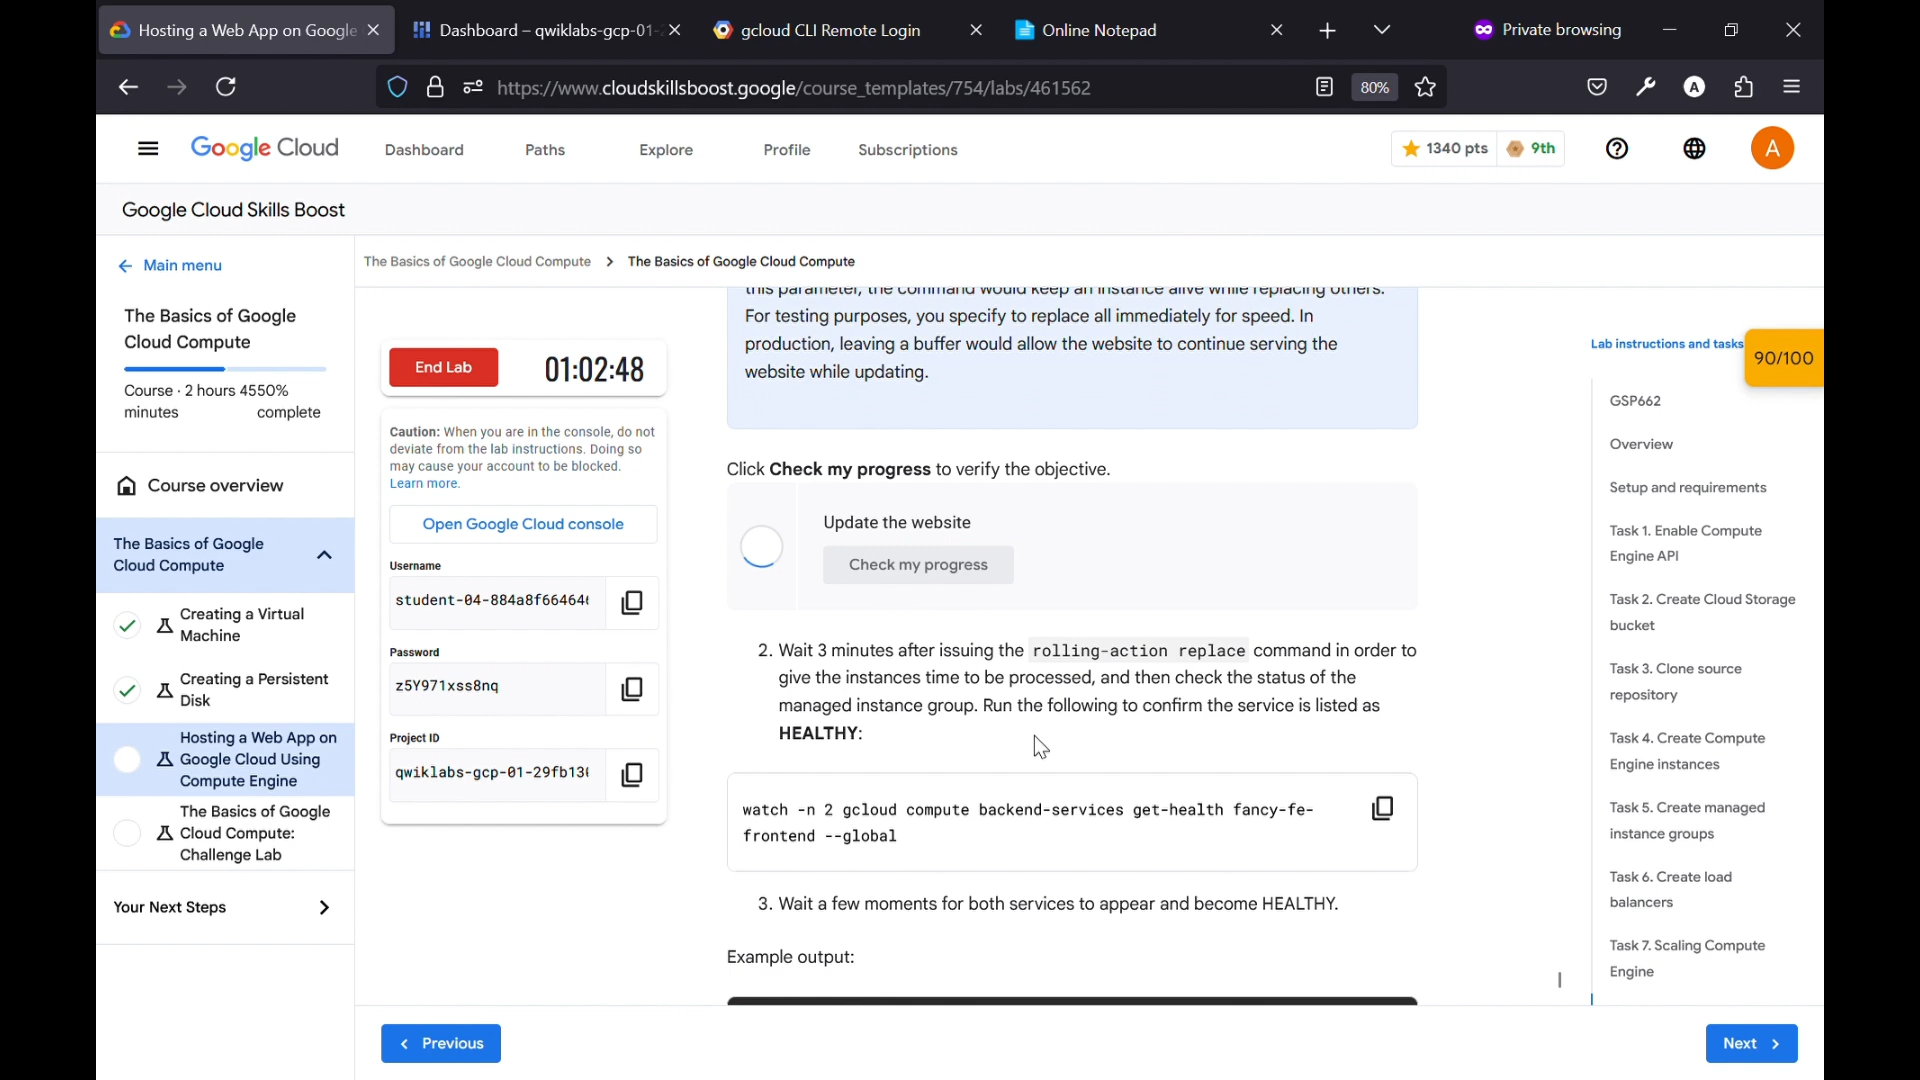 Hosting a Web App on Google
Dashboard – qwiklabs-gcp-01-2
gcloud CLI Remote Login
Online Notepad
Private browsing
https://www.cloudskillsboost.google/course_templates/754/labs/461562
80%
A
Google Cloud
Dashboard
Paths
Explore
Profile
Subscriptions
1340 pts
9th
A
Google Cloud Skills Boost
Main menu
The Basics of Google
Cloud Compute
Course · 2 hours 45
minutes
50%
complete
Course overview
The Basics of Google
Cloud Compute
Creating a Virtual
Machine
Creating a Persistent
Disk
Hosting a Web App on
Google Cloud Using
Compute Engine
The Basics of Google
Cloud Compute:
Challenge Lab
Your Next Steps
The Basics of Google Cloud Compute > The Basics of Google Cloud Compute
End Lab
01:02:48
Caution: When you are in the console, do not
deviate from the lab instructions. Doing so
may cause your account to be blocked.
Learn more.
Open Google Cloud console
Username
student-04-884a8f664646
Password
z5Y971xss8nq
Project ID
qwiklabs-gcp-01-29fb130
this parameter, the command would keep an instance alive while replacing others.
For testing purposes, you specify to replace all immediately for speed. In
production, leaving a buffer would allow the website to continue serving the
website while updating.
Click Check my progress to verify the objective.
Update the website
Check my progress
2. Wait 3 minutes after issuing the rolling-action replace command in order to
give the instances time to be processed, and then check the status of the
managed instance group. Run the following to confirm the service is listed as
HEALTHY:
watch -n 2 gcloud compute backend-services get-health fancy-fe-
frontend --global
3. Wait a few moments for both services to appear and become HEALTHY.
Example output:
Lab instructions and tasks
90/100
GSP662
Overview
Setup and requirements
Task 1. Enable Compute
Engine API
Task 2. Create Cloud Storage
bucket
Task 3. Clone source
repository
Task 4. Create Compute
Engine instances
Task 5. Create managed
instance groups
Task 6. Create load
balancers
Task 7. Scaling Compute
Engine
Previous
Next